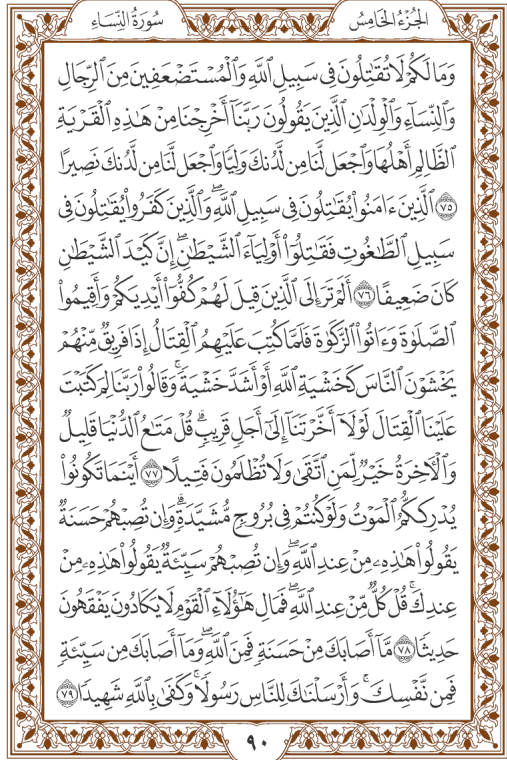 الجُزْءُ الخَامِسُ
سُورَةُ النِّسَاءِ
وَمَا لَكُمْ لَا تُقَٰتِلُونَ فِى سَبِيلِ ٱللَّهِ وَٱلْمُسْتَضْعَفِينَ مِنَ ٱلرِّجَالِ
وَٱلنِّسَآءِ وَٱلْوِلْدَٰنِ ٱلَّذِينَ يَقُولُونَ رَبَّنَآ أَخْرِجْنَا مِنْ هَٰذِهِ ٱلْقَرْيَةِ
ٱلظَّالِمِ أَهْلُهَا وَٱجْعَل لَّنَا مِن لَّدُنكَ وَلِيًّا وَٱجْعَل لَّنَا مِن لَّدُنكَ نَصِيرًا
٧٥ ٱلَّذِينَ ءَامَنُوا۟ يُقَٰتِلُونَ فِى سَبِيلِ ٱللَّهِ ۖ وَٱلَّذِينَ كَفَرُوا۟ يُقَٰتِلُونَ فِى
سَبِيلِ ٱلطَّٰغُوتِ فَقَٰتِلُوٓا۟ أَوْلِيَآءَ ٱلشَّيْطَٰنِ ۖ إِنَّ كَيْدَ ٱلشَّيْطَٰنِ
كَانَ ضَعِيفًا ٧٦ أَلَمْ تَرَ إِلَى ٱلَّذِينَ قِيلَ لَهُمْ كُفُّوٓا۟ أَيْدِيَكُمْ وَأَقِيمُوا۟
ٱلصَّلَوٰةَ وَءَاتُوا۟ ٱلزَّكَوٰةَ فَلَمَّا كُتِبَ عَلَيْهِمُ ٱلْقِتَالُ إِذَا فَرِيقٌ مِّنْهُمْ
يَخْشَوْنَ ٱلنَّاسَ كَخَشْيَةِ ٱللَّهِ أَوْ أَشَدَّ خَشْيَةً ۚ وَقَالُوا۟ رَبَّنَا لِمَ كَتَبْتَ
عَلَيْنَا ٱلْقِتَالَ لَوْلَآ أَخَّرْتَنَآ إِلَىٰٓ أَجَلٍ قَرِيبٍ ۗ قُلْ مَتَٰعُ ٱلدُّنْيَا قَلِيلٌ
وَٱلْءَاخِرَةُ خَيْرٌ لِّمَنِ ٱتَّقَىٰ وَلَا تُظْلَمُونَ فَتِيلًا ٧٧ أَيْنَمَا تَكُونُوا۟
يُدْرِككُّمُ ٱلْمَوْتُ وَلَوْ كُنتُمْ فِى بُرُوجٍ مُّشَيَّدَةٍ ۗ وَإِن تُصِبْهُمْ حَسَنَةٌ
يَقُولُوا۟ هَٰذِهِۦ مِنْ عِندِ ٱللَّهِ ۖ وَإِن تُصِبْهُمْ سَيِّئَةٌ يَقُولُوا۟ هَٰذِهِۦ مِنْ
عِندِكَ ۚ قُلْ كُلٌّ مِّنْ عِندِ ٱللَّهِ ۖ فَمَالِ هَٰٓؤُلَآءِ ٱلْقَوْمِ لَا يَكَادُونَ يَفْقَهُونَ
حَدِيثًا ٧٨ مَّآ أَصَابَكَ مِنْ حَسَنَةٍ فَمِنَ ٱللَّهِ ۖ وَمَآ أَصَابَكَ مِن سَيِّئَةٍ
فَمِن نَّفْسِكَ ۚ وَأَرْسَلْنَٰكَ لِلنَّاسِ رَسُولًا ۚ وَكَفَىٰ بِٱللَّهِ شَهِيدًا ٧٩
٩٠